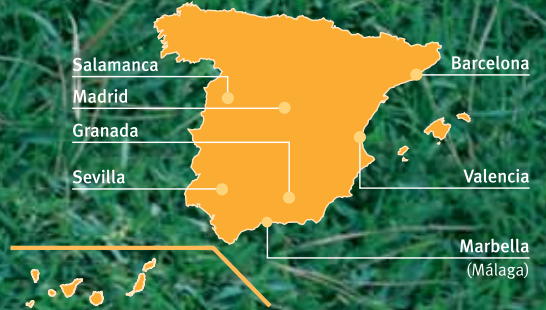 Salamanca
Madrid
Granada
Sevilla
Barcelona
Valencia
Marbella
(Málaga)